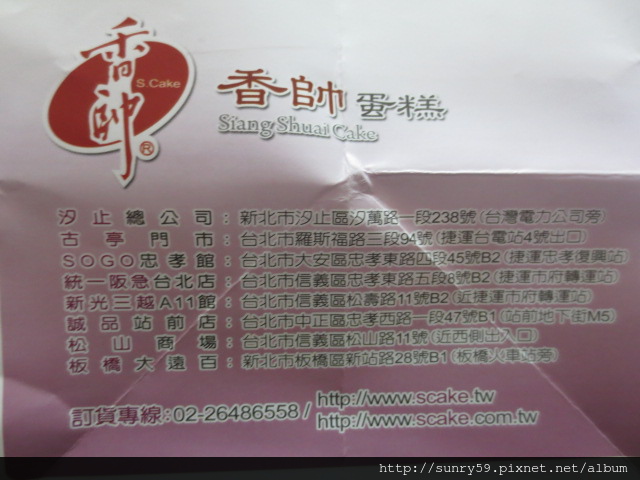 香帥
S.Cake
®
香帥蛋糕
Siang Shuai Cake
汐止總公司：新北市汐止區汐萬路一段238號(台灣電力公司旁)
古亭門市：台北市羅斯福路三段94號(捷運台電站4號出口)
SOGO忠孝館：台北市大安區忠孝東路四段45號B2(捷運忠孝復興站)
統一阪急台北店：台北市信義區忠孝東路五段8號B2(捷運市府轉運站)
新光三越A11館：台北市信義區松壽路11號B2(近捷運市府轉運站)
誠品站前店：台北市中正區忠孝西路一段47號B1(站前地下街M5)
松山商場：台北市信義區松山路11號(近西側出入口)
板橋大遠百：新北市板橋區新站路28號B1(板橋火車站旁)
訂貨專線：02-26486558 / http://www.scake.tw
http://www.scake.com.tw
http://sunry59.pixnet.net/album